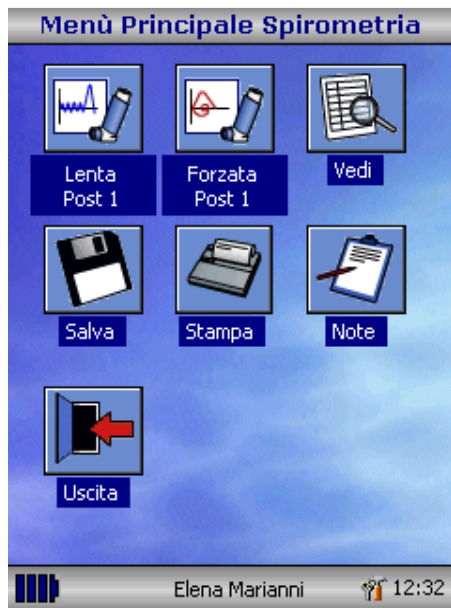 Menù Principale Spirometria
Lenta
Post 1
Forzata
Post 1
Vedi
Salva
Stampa
Note
Uscita
Elena Marianni 12:32